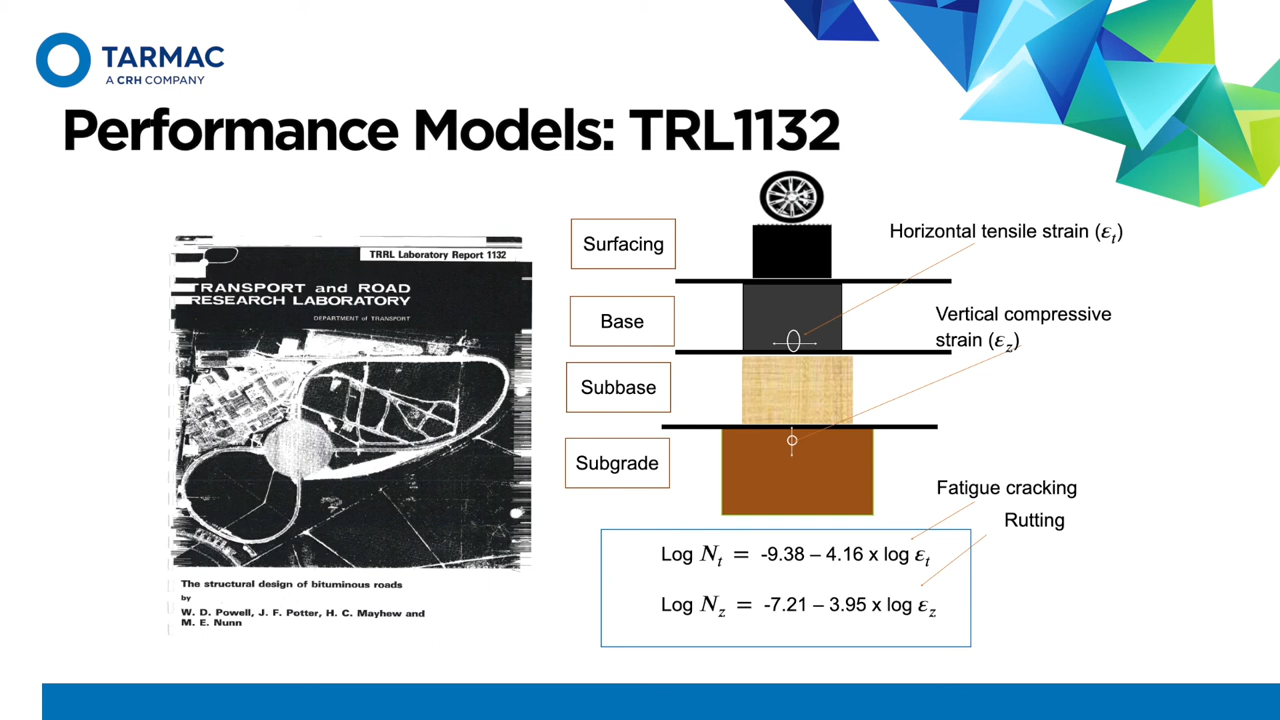 TARMAC
A CRH COMPANY
Performance Models: TRL1132
TRRL Laboratory Report 1132
TRANSPORT and ROAD
RESEARCH LABORATORY
DEPARTMENT of TRANSPORT
The structural design of bituminous roads
by
W. D. Powell, J. F. Potter, H. C. Mayhew and
M. E. Nunn
Surfacing
Base
Subbase
Subgrade
Horizontal tensile strain (εt)
Vertical compressive
strain (εz)
Fatigue cracking
Rutting
Log Nt = -9.38 – 4.16 x log εt
Log Nz = -7.21 – 3.95 x log εz